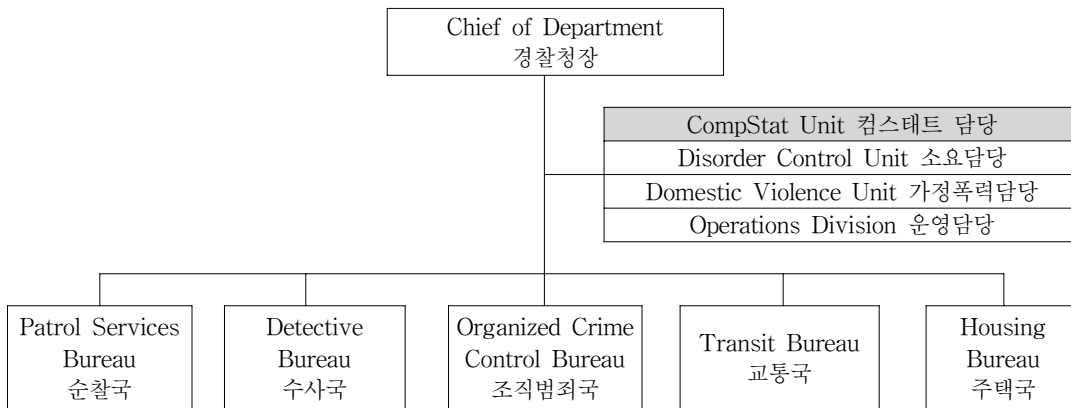 Chief of Department
경찰청장
CompStat Unit 컴스태트 담당
Disorder Control Unit 소요담당
Domestic Violence Unit 가정폭력담당
Operations Division 운영담당
Patrol Services
Bureau
순찰국
Detective
Bureau
수사국
Organized Crime
Control Bureau
조직범죄국
Transit Bureau
교통국
Housing
Bureau
주택국